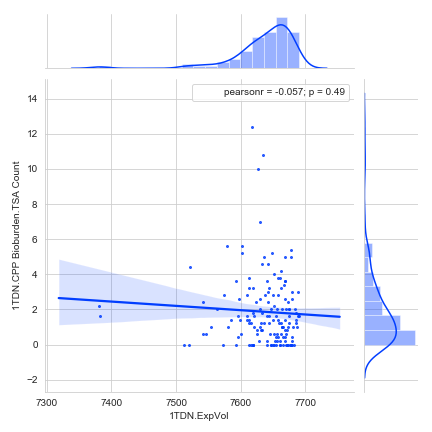 pearsonr = -0.057; p = 0.49
14
12
10
8
6
4
2
0
−2
1TDN.CPP Bioburden.TSA Count
7300 7400 7500 7600 7700
1TDN.ExpVol